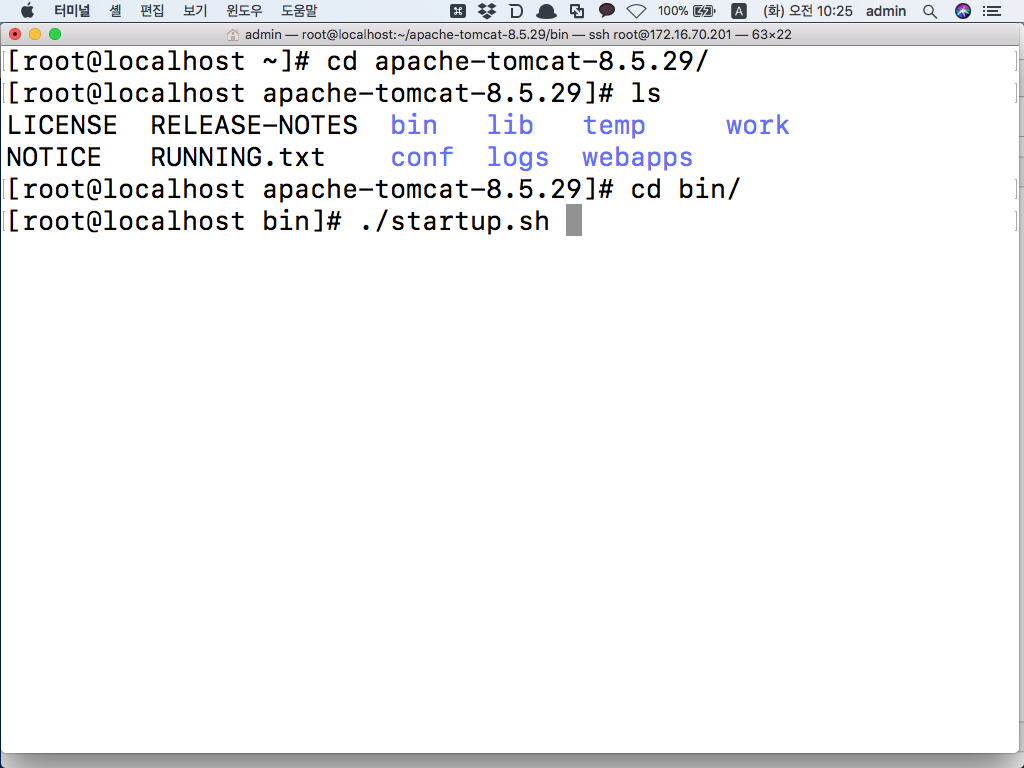 터미널 셸 편집 보기 윈도우 도움말 100% A (화) 오전 10:25 admin
admin — root@localhost:~/apache-tomcat-8.5.29/bin — ssh root@172.16.70.201 — 63×22
[root@localhost ~]# cd apache-tomcat-8.5.29/
[root@localhost apache-tomcat-8.5.29]# ls
LICENSE RELEASE-NOTES bin lib temp work
NOTICE RUNNING.txt conf logs webapps
[root@localhost apache-tomcat-8.5.29]# cd bin/
[root@localhost bin]# ./startup.sh